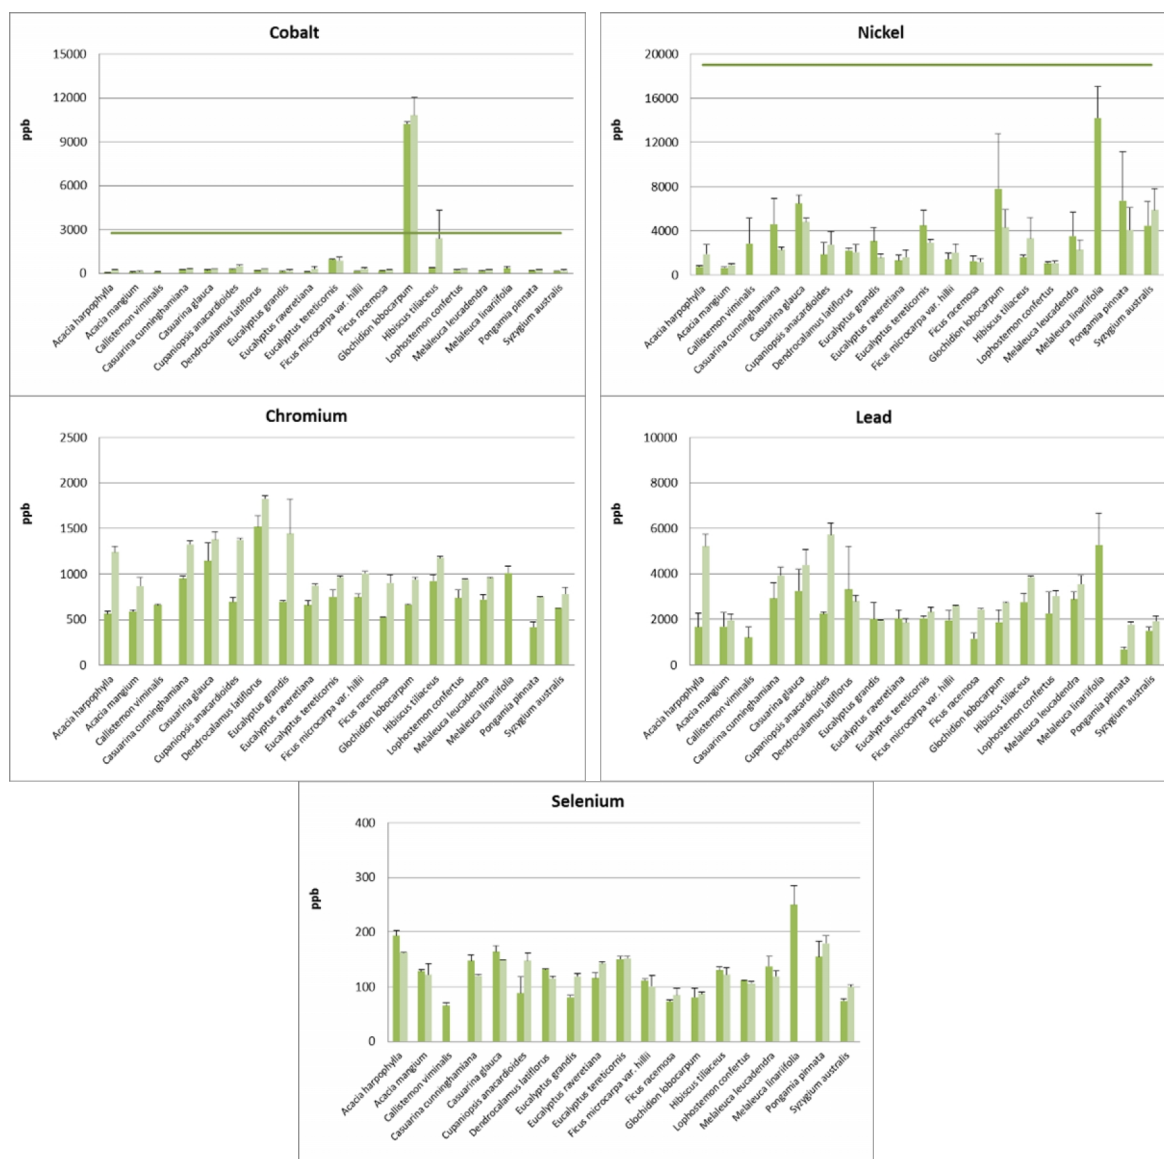 Cobalt
15000
12000
9000
6000
3000
0
ppb
Acacia harpophylla
Acacia mangium
Callistemon viminalis
Casuarina cunninghamiana
Casuarina glauca
Cupaniopsis anacardioides
Dendrocalamus latiflorus
Eucalyptus grandis
Eucalyptus raveretiana
Eucalyptus tereticornis
Ficus microcarpa var. hillii
Ficus racemosa
Glochidion lobocarpum
Hibiscus tiliaceus
Lophostemon confertus
Melaleuca leucadendra
Melaleuca linariifolia
Pongamia pinnata
Syzygium australis
Nickel
20000
16000
12000
8000
4000
0
ppb
Acacia harpophylla
Acacia mangium
Callistemon viminalis
Casuarina cunninghamiana
Casuarina glauca
Cupaniopsis anacardioides
Dendrocalamus latiflorus
Eucalyptus grandis
Eucalyptus raveretiana
Eucalyptus tereticornis
Ficus microcarpa var. hillii
Ficus racemosa
Glochidion lobocarpum
Hibiscus tiliaceus
Lophostemon confertus
Melaleuca leucadendra
Melaleuca linariifolia
Pongamia pinnata
Syzygium australis
Chromium
2500
2000
1500
1000
500
0
ppb
Acacia harpophylla
Acacia mangium
Callistemon viminalis
Casuarina cunninghamiana
Casuarina glauca
Cupaniopsis anacardioides
Dendrocalamus latiflorus
Eucalyptus grandis
Eucalyptus raveretiana
Eucalyptus tereticornis
Ficus microcarpa var. hillii
Ficus racemosa
Glochidion lobocarpum
Hibiscus tiliaceus
Lophostemon confertus
Melaleuca leucadendra
Melaleuca linariifolia
Pongamia pinnata
Syzygium australis
Lead
10000
8000
6000
4000
2000
0
ppb
Acacia harpophylla
Acacia mangium
Callistemon viminalis
Casuarina cunninghamiana
Casuarina glauca
Cupaniopsis anacardioides
Dendrocalamus latiflorus
Eucalyptus grandis
Eucalyptus raveretiana
Eucalyptus tereticornis
Ficus microcarpa var. hillii
Ficus racemosa
Glochidion lobocarpum
Hibiscus tiliaceus
Lophostemon confertus
Melaleuca leucadendra
Melaleuca linariifolia
Pongamia pinnata
Syzygium australis
Selenium
400
300
200
100
0
ppb
Acacia harpophylla
Acacia mangium
Callistemon viminalis
Casuarina cunninghamiana
Casuarina glauca
Cupaniopsis anacardioides
Dendrocalamus latiflorus
Eucalyptus grandis
Eucalyptus raveretiana
Eucalyptus tereticornis
Ficus microcarpa var. hillii
Ficus racemosa
Glochidion lobocarpum
Hibiscus tiliaceus
Lophostemon confertus
Melaleuca leucadendra
Melaleuca linariifolia
Pongamia pinnata
Syzygium australis